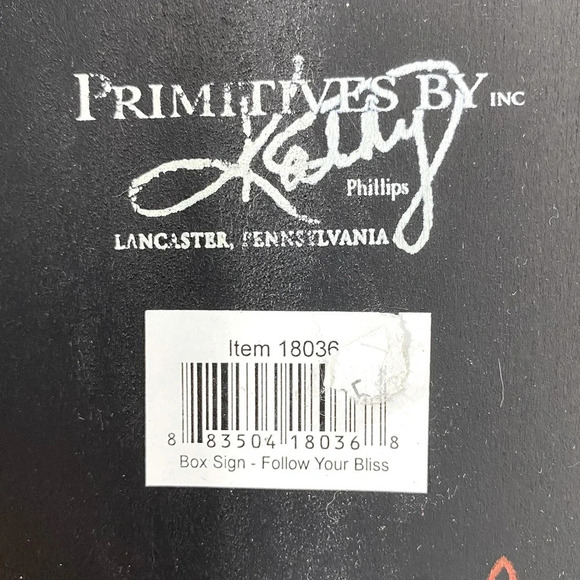 PRIMITIVES BY INC
Kathy
Phillips
LANCASTER, PENNSYLVANIA
Item 18036
8 83504 18036 8
Box Sign - Follow Your Bliss